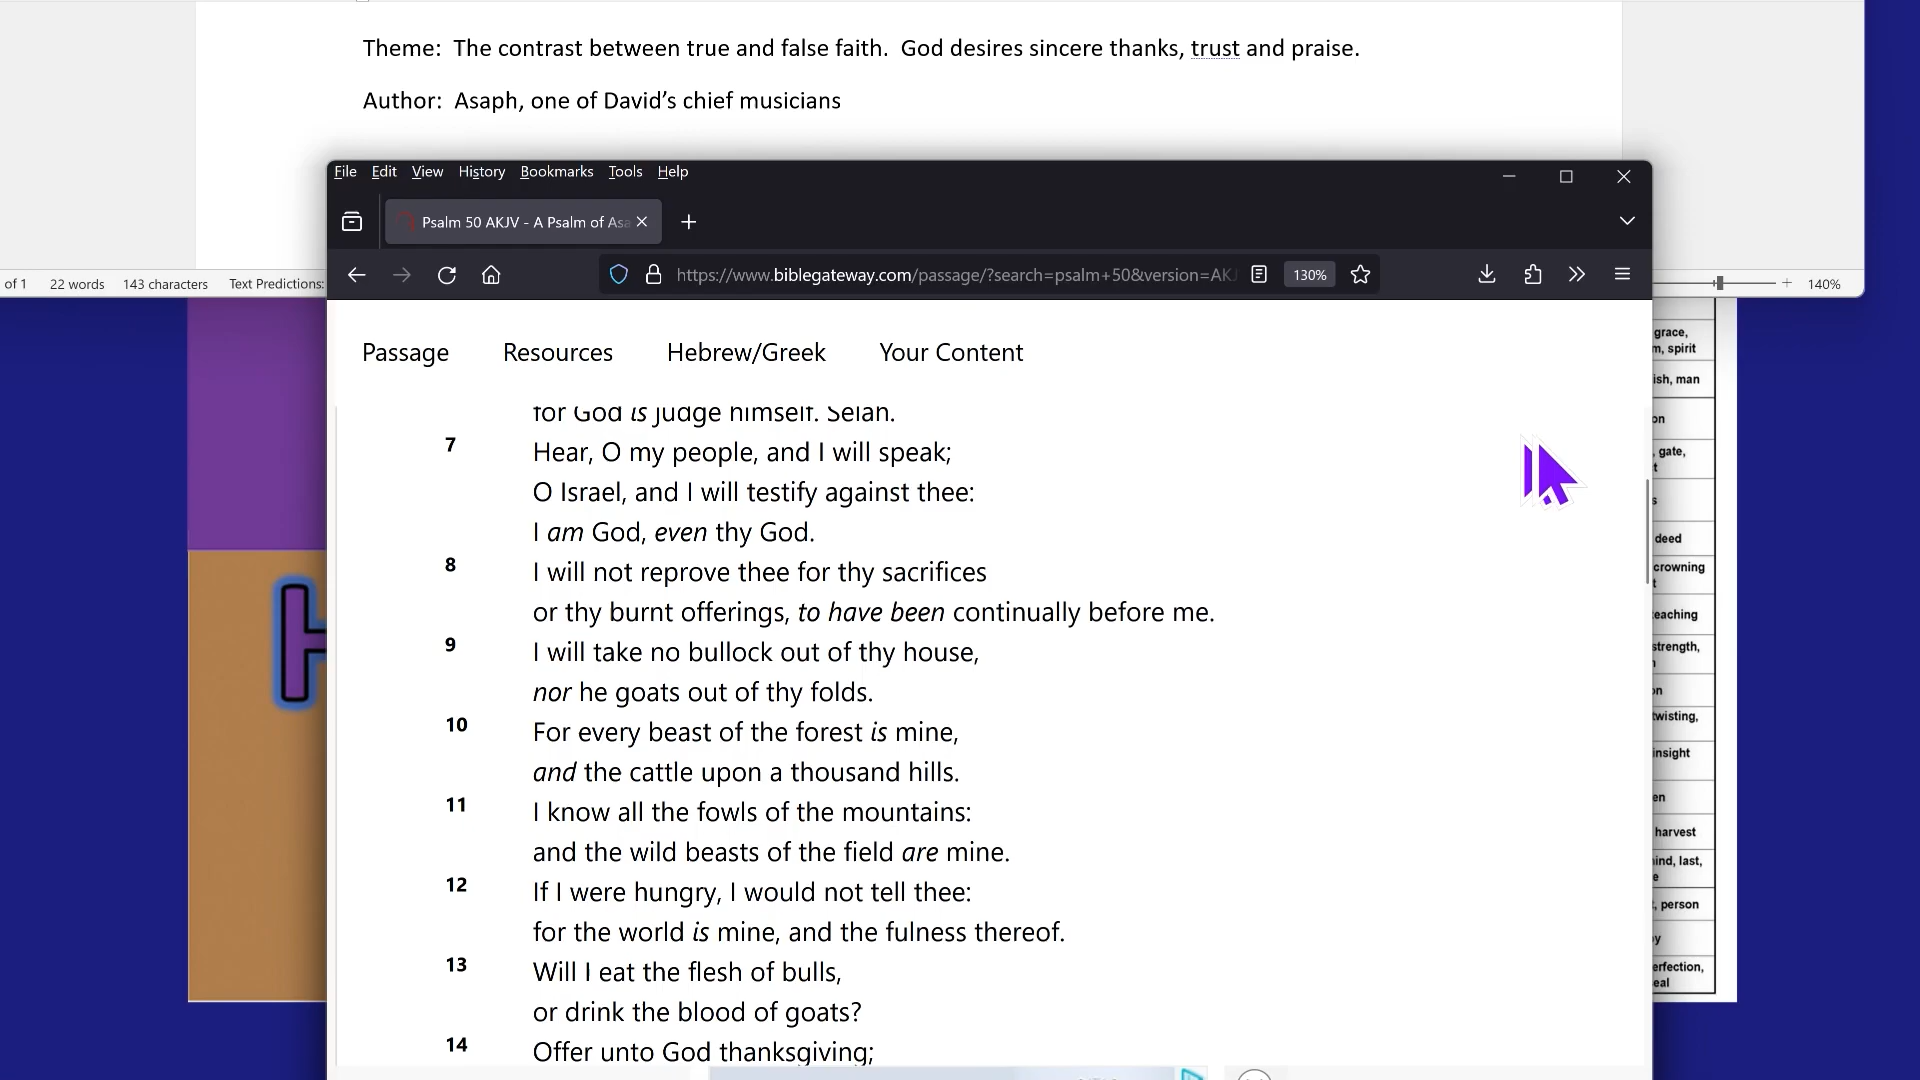 Theme:  The contrast between true and false faith.  God desires sincere thanks, trust and praise.
Author:  Asaph, one of David’s chief musicians
File Edit View History Bookmarks Tools Help
Psalm 50 AKJV - A Psalm of Asa
https://www.biblegateway.com/passage/?search=psalm+50&version=AK 130%
of 1 22 words 143 characters Text Predictions: 140%
Passage Resources Hebrew/Greek Your Content
for God is judge himself. Selah.
7 Hear, O my people, and I will speak;
O Israel, and I will testify against thee:
I am God, even thy God.
8 I will not reprove thee for thy sacrifices
or thy burnt offerings, to have been continually before me.
9 I will take no bullock out of thy house,
nor he goats out of thy folds.
10 For every beast of the forest is mine,
and the cattle upon a thousand hills.
11 I know all the fowls of the mountains:
and the wild beasts of the field are mine.
12 If I were hungry, I would not tell thee:
for the world is mine, and the fulness thereof.
13 Will I eat the flesh of bulls,
or drink the blood of goats?
14 Offer unto God thanksgiving;
H
grace,
m, spirit
ish, man
on
, gate,
t
s
deed
crowning
t
eaching
strength,
n
on
twisting,
insight
en
harvest
ind, last,
e
, person
y
erfection,
eal